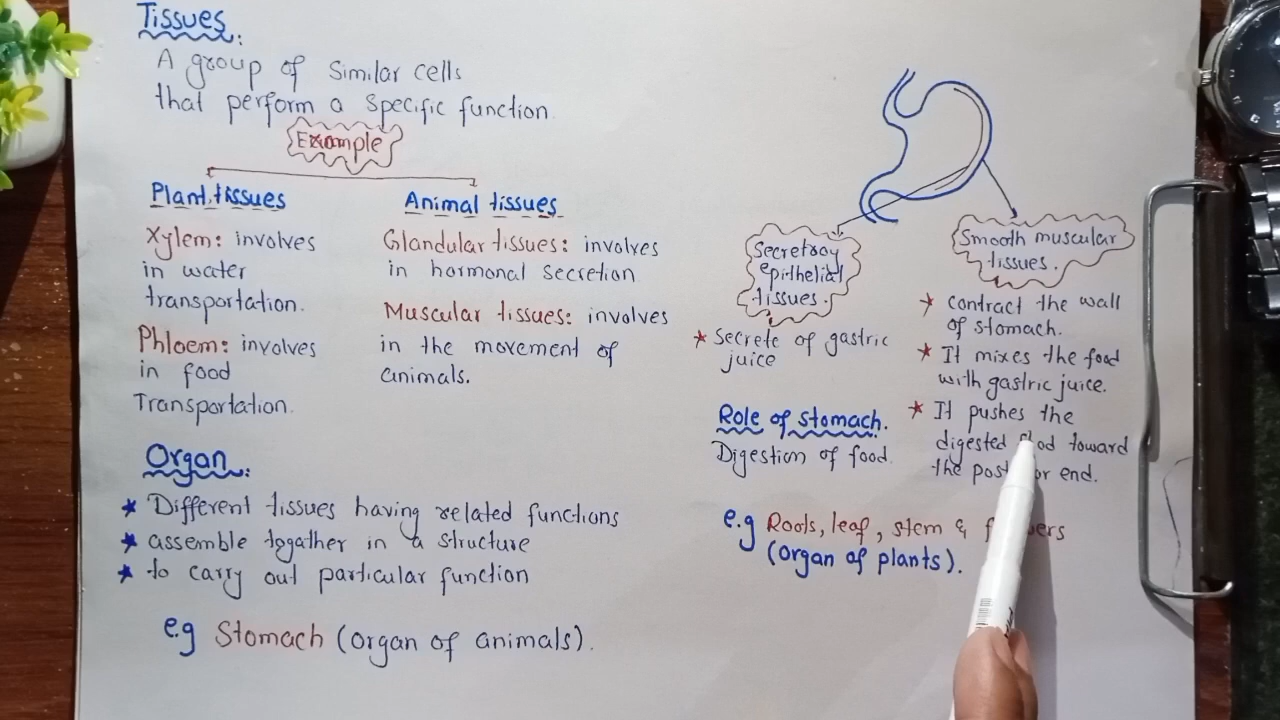 Tissues:
A group of similar cells
that perform a specific function
Example
Plant tissues
Xylem: involves
in water
transportation.
Phloem: involves
in food
Transportation.
Animal tissues
Glandular tissues: involves
in hormonal secretion
Muscular tissues: involves
in the movement of
animals.
Organ:
* Different tissues having related functions
* assemble together in a structure
* to carry out particular function
e.g Stomach (organ of animals).
Secretroy
epithelial
tissues.
* Secrete of gastric
juice
Smooth muscular
tissues.
* contract the wall
of stomach.
* It mixes the food
with gastric juice.
* It pushes the
digested food toward
the end.
Role of stomach.
Digestion of food.
e.g Roots, leaf, stem &
(organ of plants).